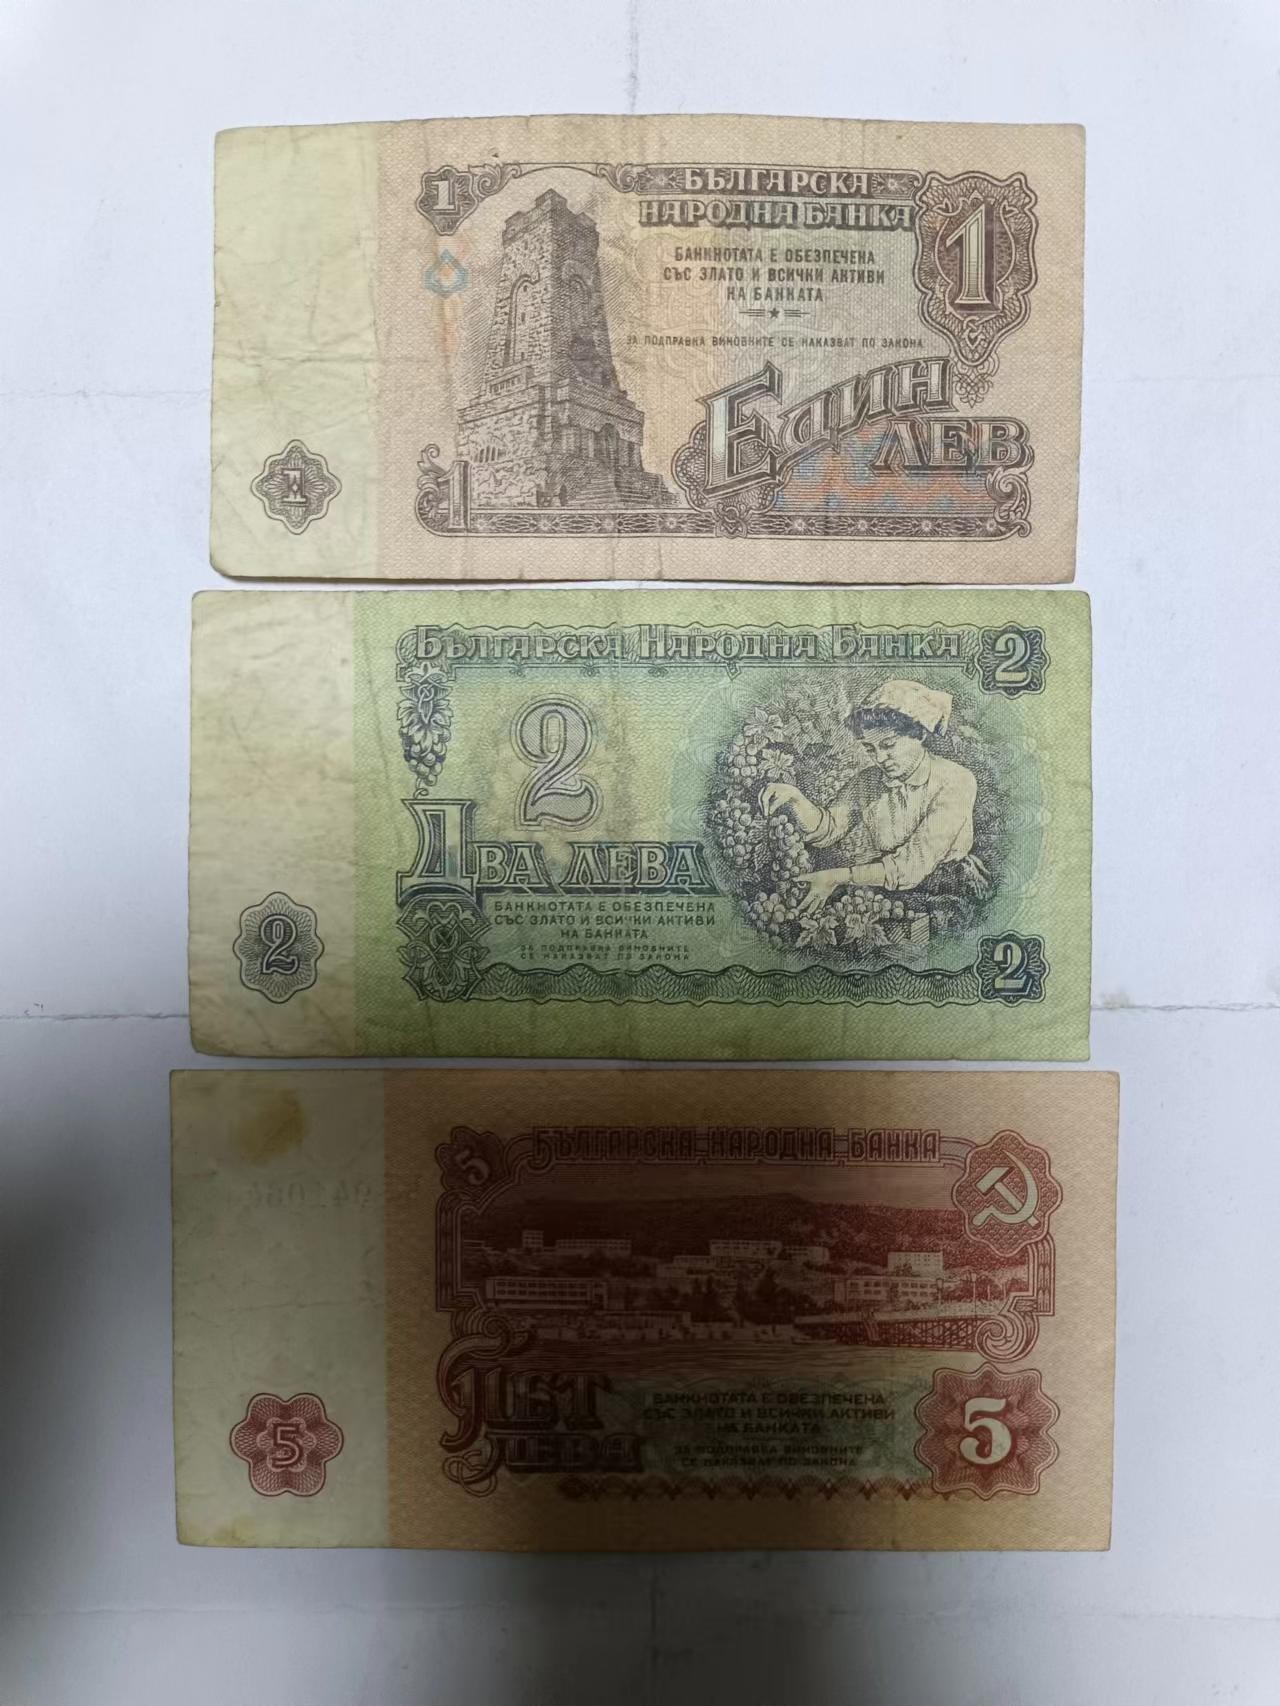 1
БЪЛГАРСКА
НАРОДНА БАНКА
1
БАНКНОТАТА Е ОБЕЗПЕЧЕНА
СЪС ЗЛАТО И ВСИЧКИ АКТИВИ
НА БАНКАТА
ЗА ПОДПРАВКА ВИНОВНИТЕ СЕ НАКАЗВАТ ПО ЗАКОНА
ЕДИН
ЛЕВ
1
1
БЪЛГАРСКА НАРОДНА БАНКА
2
2
ДВА ЛЕВА
БАНКНОТАТА Е ОБЕЗПЕЧЕНА
СЪС ЗЛАТО И ВСИЧКИ АКТИВИ
НА БАНКАТА
ЗА ПОДПРАВКА ВИНОВНИТЕ
СЕ НАКАЗВАТ ПО ЗАКОНА
2
2
5
БЪЛГАРСКА НАРОДНА БАНКА
ПЕТ
ЛЕВА
БАНКНОТАТА Е ОБЕЗПЕЧЕНА
СЪС ЗЛАТО И ВСИЧКИ АКТИВИ
НА БАНКАТА
ЗА ПОДПРАВКА ВИНОВНИТЕ
СЕ НАКАЗВАТ ПО ЗАКОНА
5
5